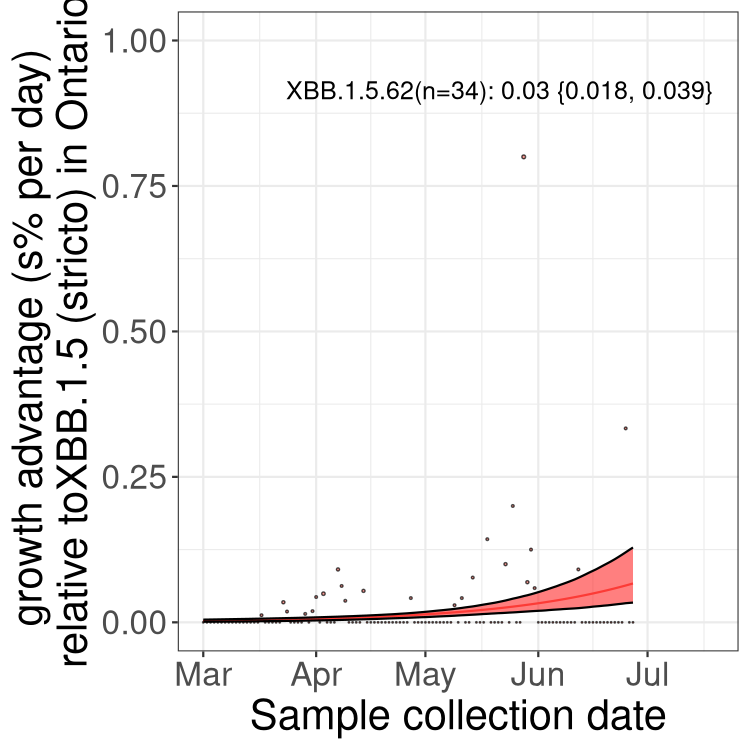 growth advantage (s% per day)
relative toXBB.1.5 (stricto) in Ontario
1.00
XBB.1.5.62(n=34): 0.03 {0.018, 0.039}
0.75
0.50
0.25
0.00
Mar Apr May Jun Jul
Sample collection date